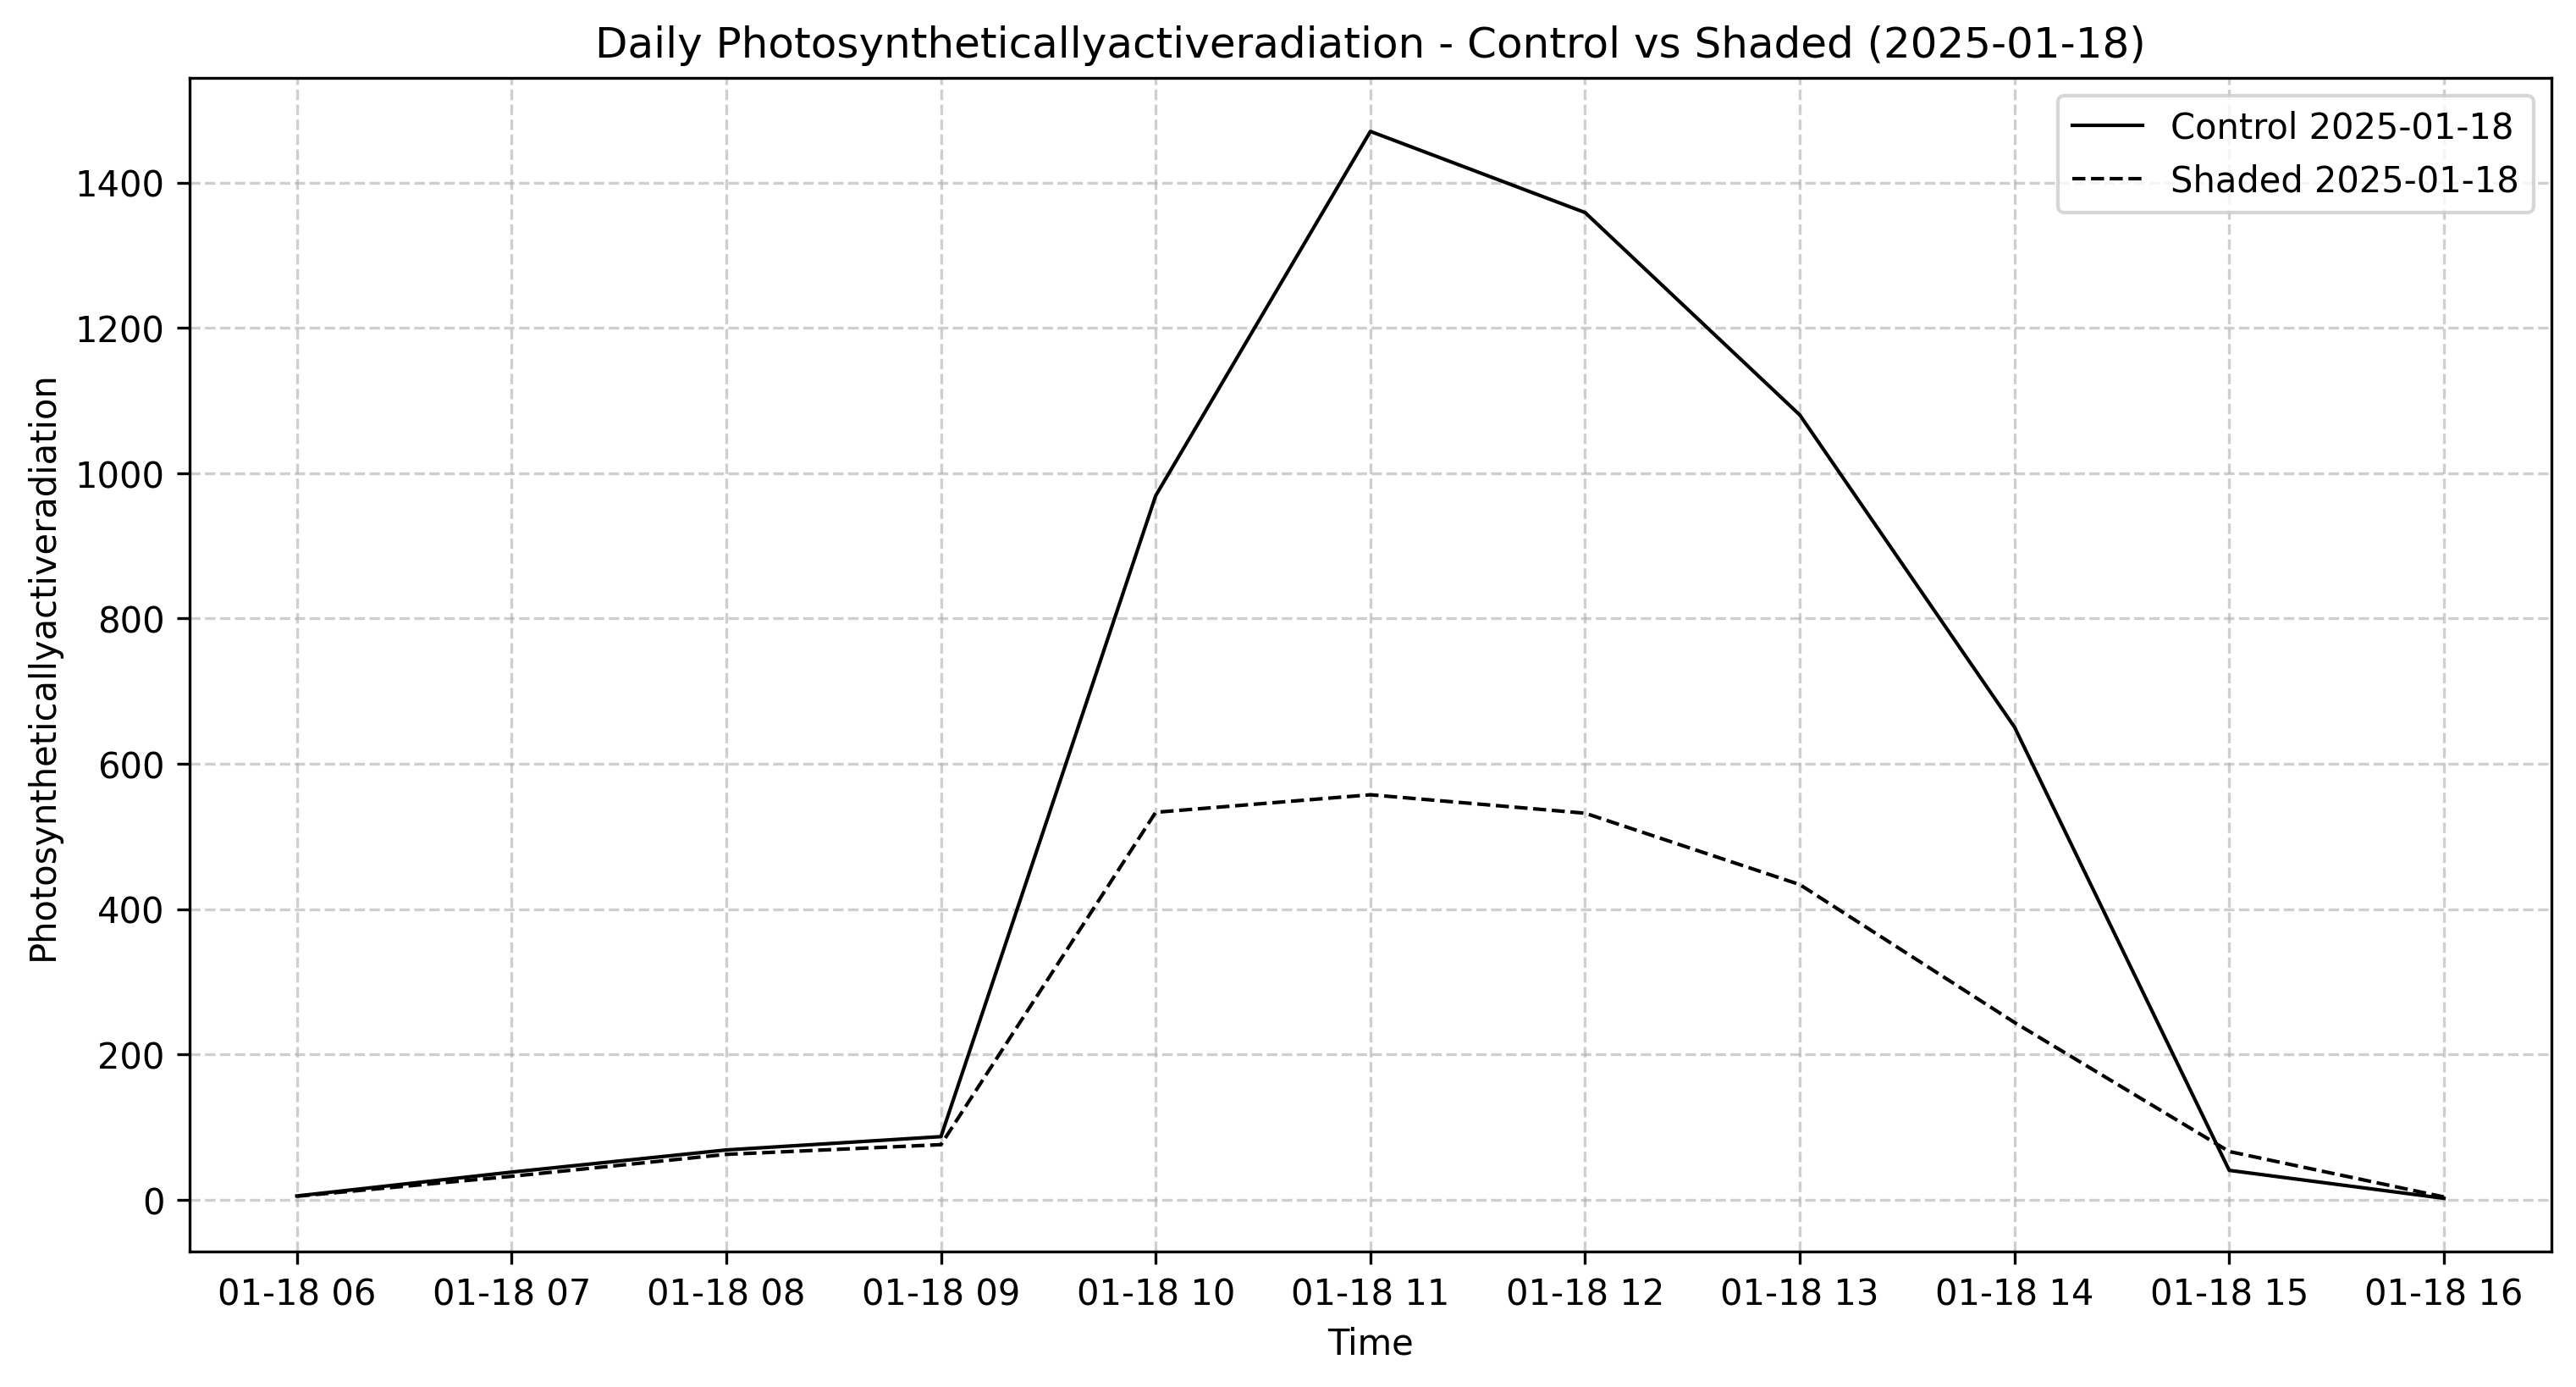 Daily Photosyntheticallyactiveradiation - Control vs Shaded (2025-01-18)
Control 2025-01-18
Shaded 2025-01-18
Photosyntheticallyactiveradiation
1400
1200
1000
800
600
400
200
0
01-18 06 01-18 07 01-18 08 01-18 09 01-18 10 01-18 11 01-18 12 01-18 13 01-18 14 01-18 15 01-18 16
Time